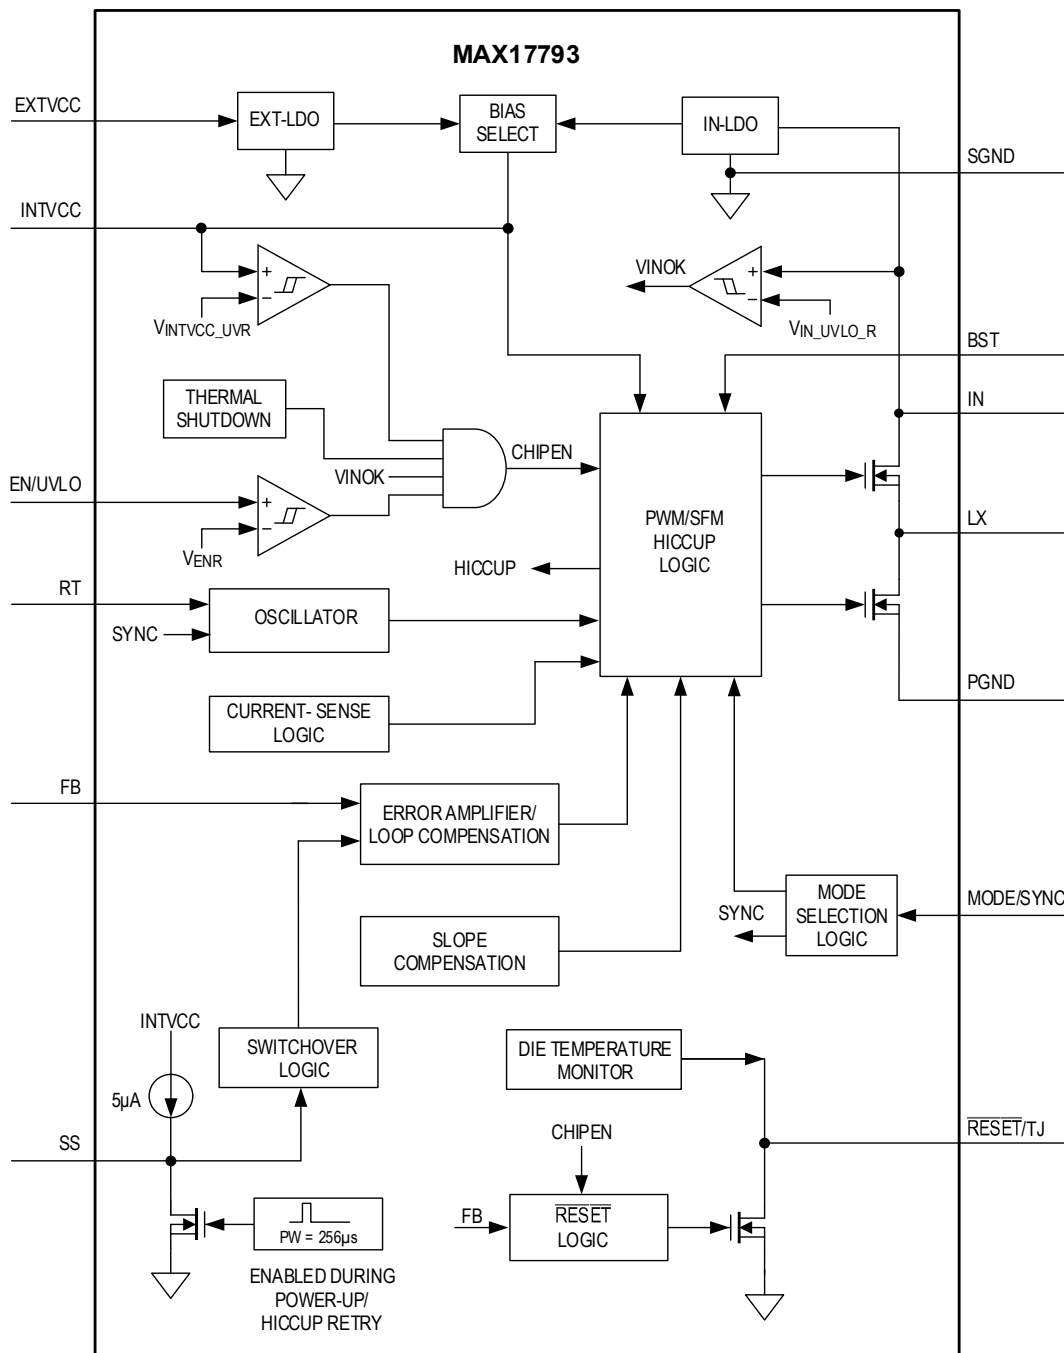 MAX17793
EXTVCC
EXT-LDO
BIAS
SELECT
IN-LDO
SGND
INTVCC
+
−
VINTVCC_UVR
VINOK
+
−
VIN_UVLO_R
BST
THERMAL
SHUTDOWN
IN
CHIPEN
VINOK
EN/UVLO
+
−
VENR
PWM/SFM
HICCUP
LOGIC
LX
HICCUP
RT
OSCILLATOR
SYNC
PGND
CURRENT- SENSE
LOGIC
FB
ERROR AMPLIFIER/
LOOP COMPENSATION
MODE
SELECTION
LOGIC
MODE/SYNC
SYNC
SLOPE
COMPENSATION
INTVCC
SWITCHOVER
LOGIC
DIE TEMPERATURE
MONITOR
5µA
CHIPEN
RESET/TJ
SS
FB
RESET
LOGIC
PW = 256µs
ENABLED DURING
POWER-UP/
HICCUP RETRY